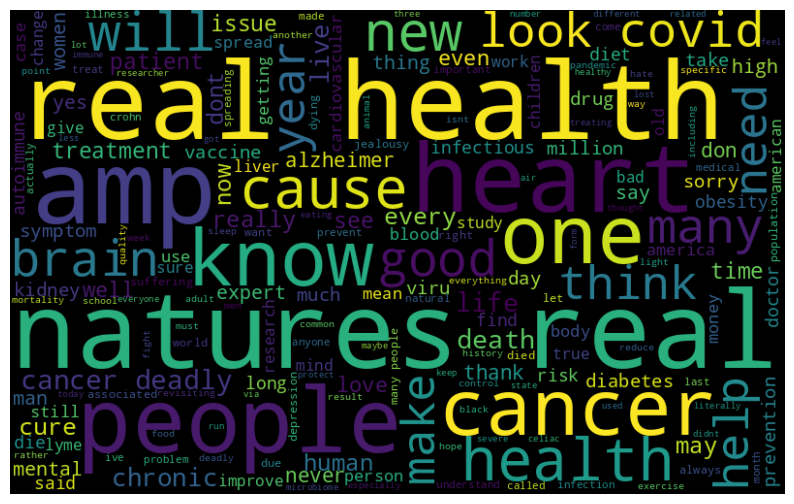 illness
lot
will
issue
another
made
new
look covid
three
number
different
related
come
immune
feel
case
change
women
spread
patient
year
live
thing
even
work
diet
take
high
point
treat
researcher
cardiovascular
important
pandemic
healthy
few
hate
lost
specific
way
real health
yes
dont
getting
spreading
dying
children
drug
old
need
crohn
less
give
actually
animal
isnt
treating
including
american
autoimmune
treatment
vaccine
got
jealousy
infectious
million
don
medical
amp
now
liver
alzheimer
heart
bad
say
sorry
air
cause
one
many
obesity
population
thought
symptom
really
see
every
study
eating
sleep
want
prevent
blood
right
form
america
brain
quality
week
use
sure
know
good
think
time
doctor
kidney
well
suffering
expert
much
mean
viru
day
natural
everything
light
let
life
find
body
money
mortality
school
everyone
adult
must
common
research
natures real
men
fight
world
anyone
mind
maybe
many people
death
history
died
true
reduce
cancer deadly
long
love
thank
risk
diabetes
last
help
prevention
man
today
associated
revisiting
via
result
protect
keep
control
state
still
cure
people
depression
make
cancer
may
black
used
literally
food
run
rather
die
lyme
deadly
hope
severe
celiac
didnt
mental
ive
problem
due
human
health
always
month
said
chronic
improve
never
person
microbiome
especially
understand
called
infection
exercise